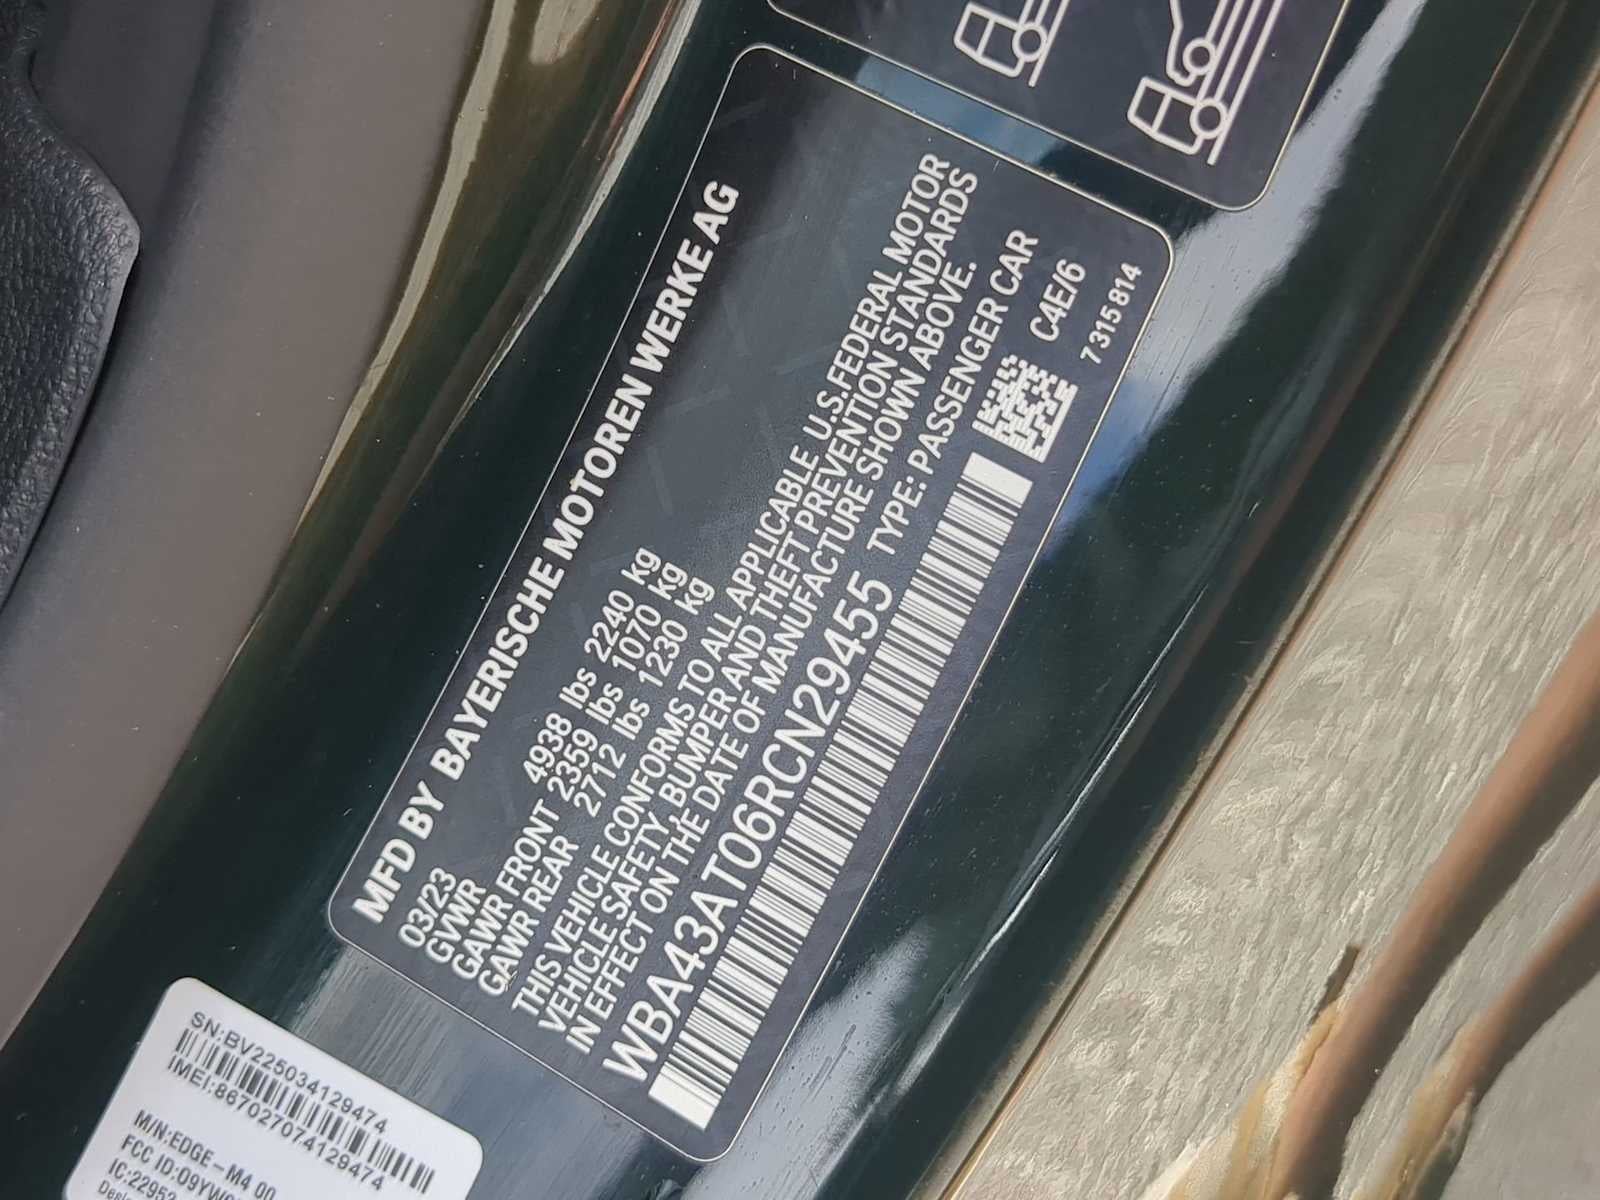 MFD BY BAYERISCHE MOTOREN WERKE AG
03/23
GVWR 4938 lbs 2240 kg
GAWR FRONT 2359 lbs 1070 kg
GAWR REAR 2712 lbs 1230 kg
THIS VEHICLE CONFORMS TO ALL APPLICABLE U.S.FEDERAL MOTOR
VEHICLE SAFETY, BUMPER AND THEFT PREVENTION STANDARDS
IN EFFECT ON THE DATE OF MANUFACTURE SHOWN ABOVE.
WBA43AT06RCN29455 TYPE: PASSENGER CAR
C4E/6
7315814
SN:BV225034129474
IMEI:867027074129474
M/N:EDGE-M4 00
FCC ID:
IC: